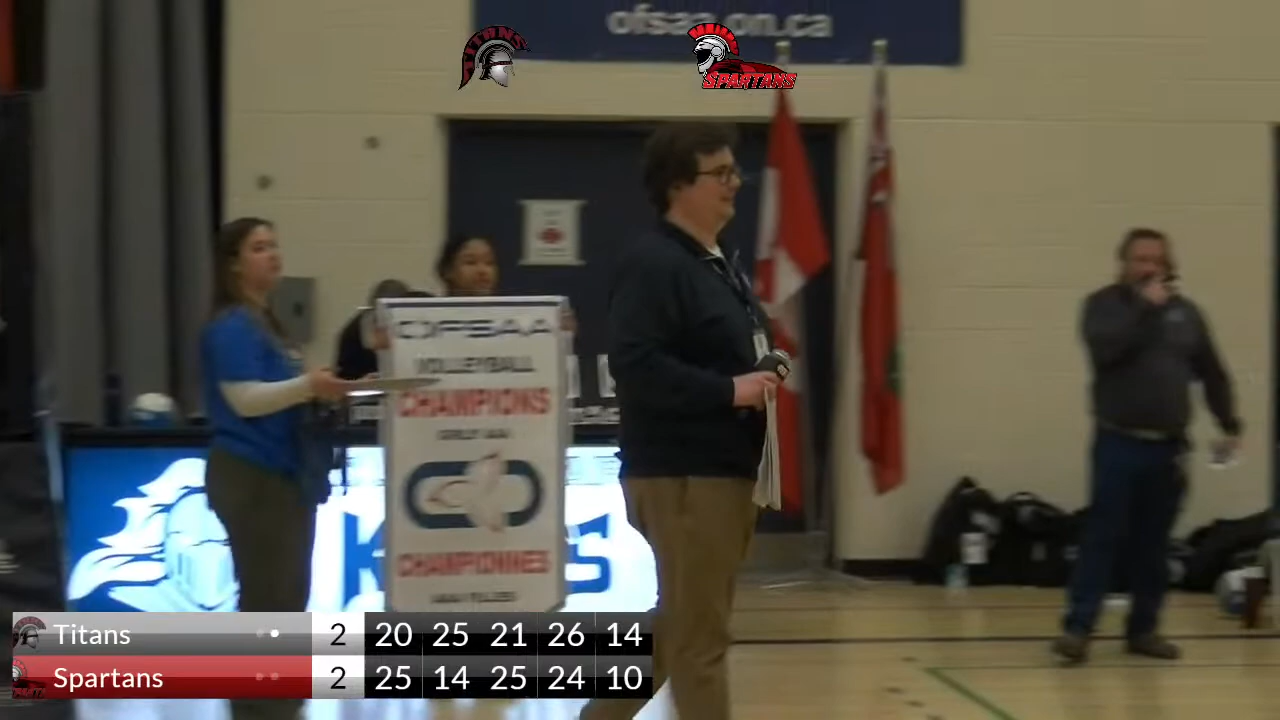 ofsaa.on.ca
TITANS
SPARTANS
OFSAA
VOLLEYBALL
CHAMPIONS
CHAMPIONNES
Titans 2 20 25 21 26 14
Spartans 2 25 14 25 24 10